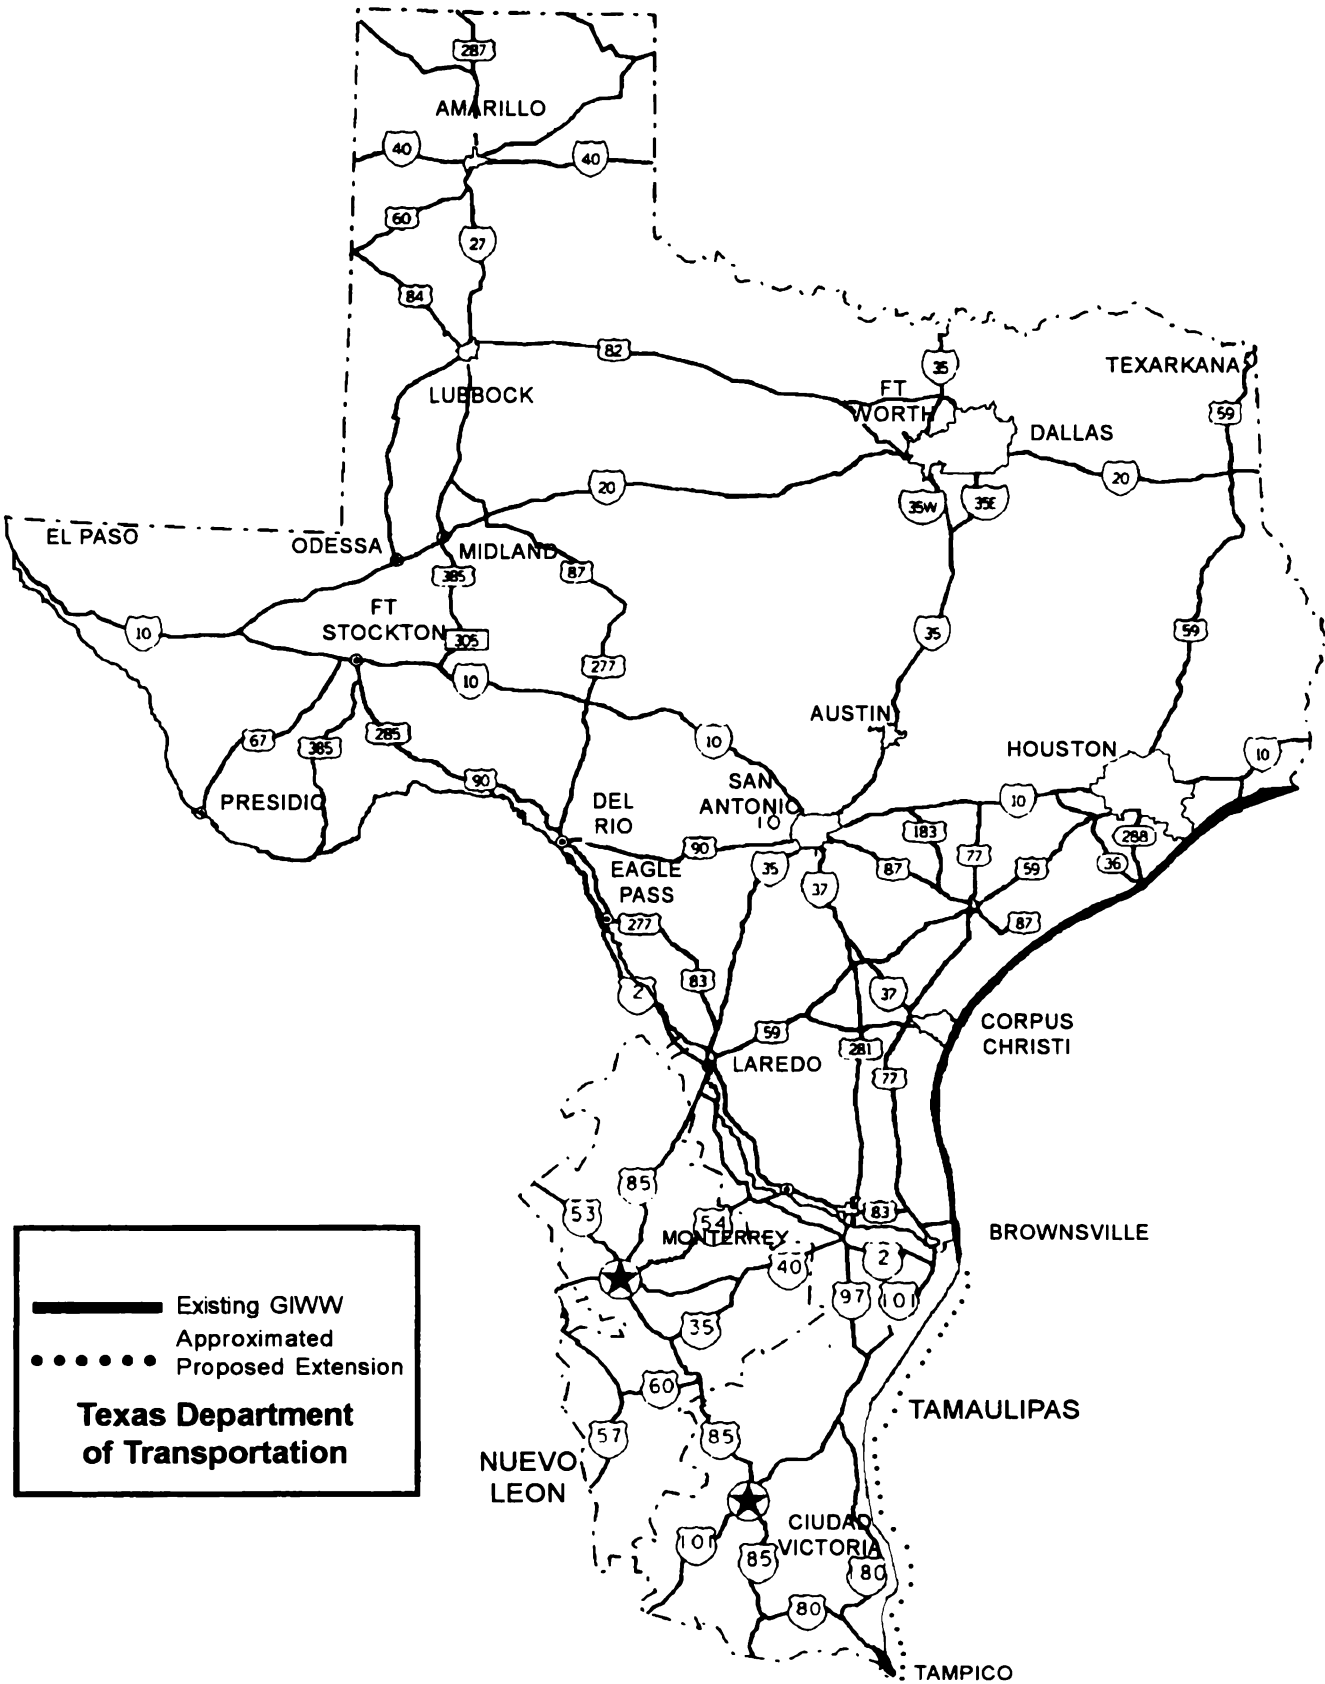 287
AMARILLO
40
40
60
27
84
82
35
TEXARKANA
FT
WORTH
59
LUBBOCK
DALLAS
20
20
35W
35E
EL PASO
ODESSA
MIDLAND
87
385
FT
STOCKTON
305
10
35
59
277
10
67
385
285
10
AUSTIN
HOUSTON
10
90
SAN
ANTONIO
10
PRESIDIO
DEL
RIO
10
183
288
90
77
87
59
36
35
37
EAGLE
PASS
277
87
83
2
37
CORPUS
CHRISTI
59
281
LAREDO
77
85
53
54
83
MONTERREY
BROWNSVILLE
40
2
97
101
35
Existing GIWW
Approximated
Proposed Extension
Texas Department
of Transportation
60
TAMAULIPAS
57
85
NUEVO
LEON
CIUDAD
VICTORIA
101
85
180
80
TAMPICO